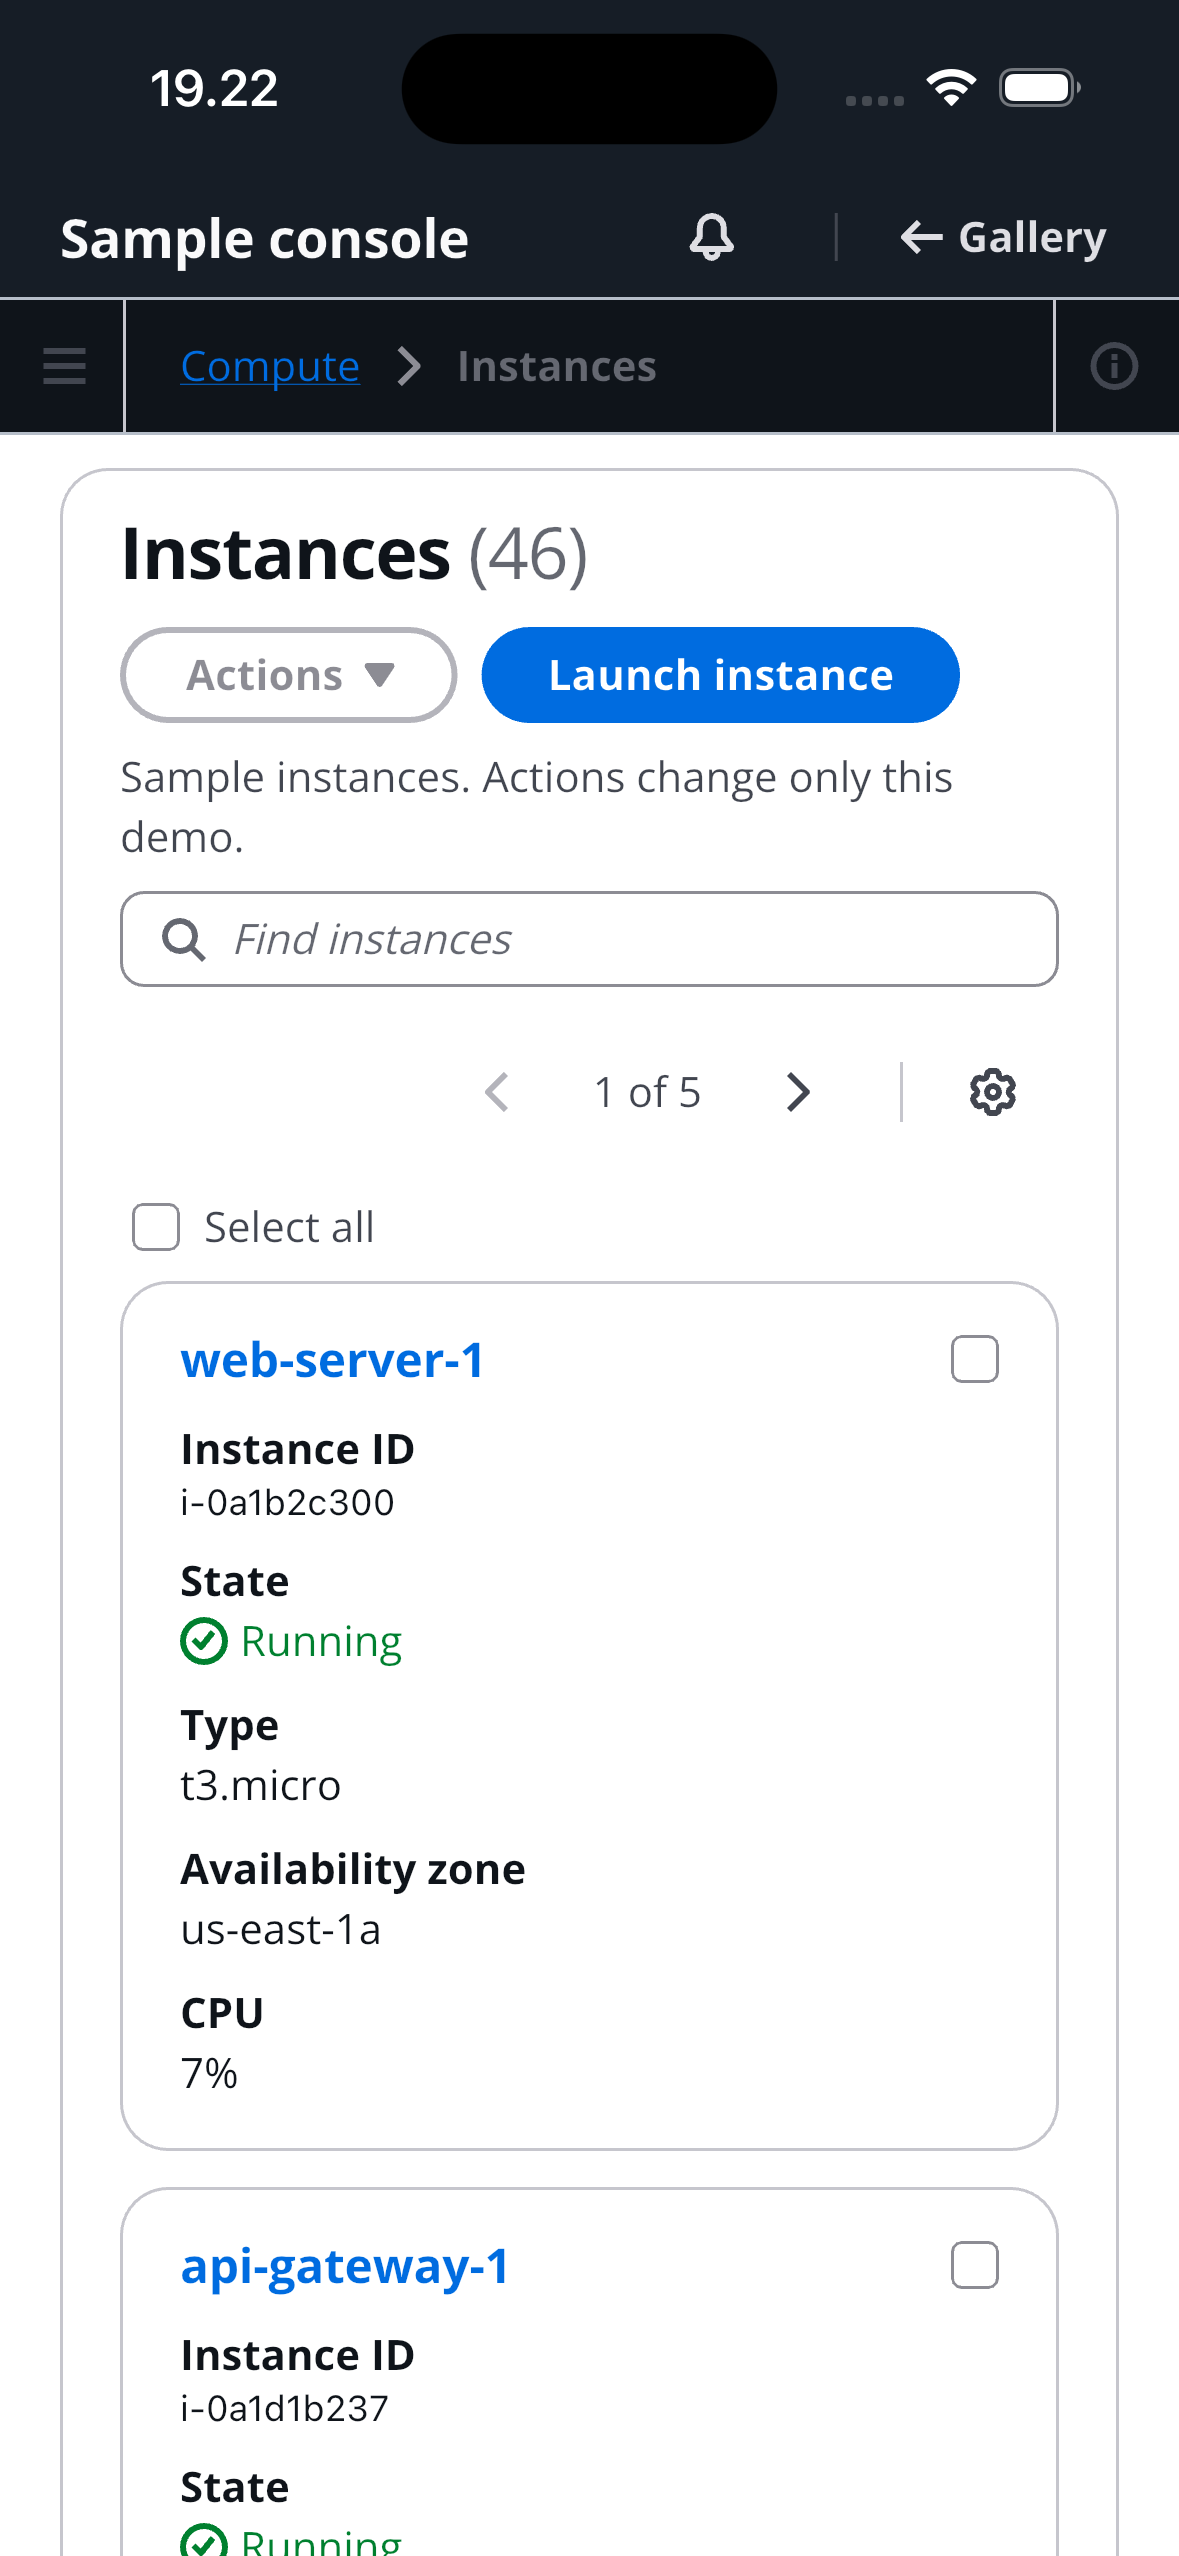 19.22
Sample console
Gallery
Compute
Instances
Instances (46)
Actions
Launch instance
Sample instances. Actions change only this
demo.
Find instances
1 of 5
Select all
web-server-1
Instance ID
i-0a1b2c300
State
Running
Type
t3.micro
Availability zone
us-east-1a
CPU
7%
api-gateway-1
Instance ID
i-0a1d1b237
State
Running